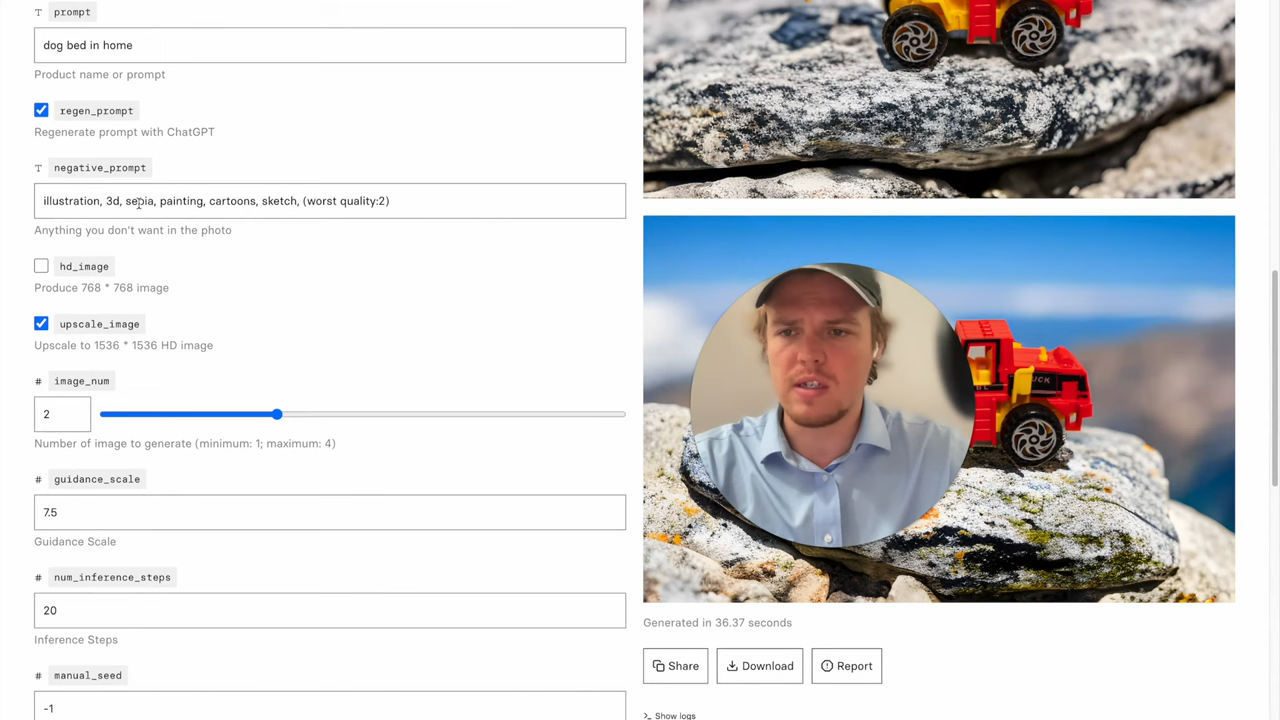 T prompt
dog bed in home
Product name or prompt
regen_prompt
Regenerate prompt with ChatGPT
T negative_prompt
illustration, 3d, sepia, painting, cartoons, sketch, (worst quality:2)
Anything you don't want in the photo
hd_image
Produce 768 * 768 image
upscale_image
Upscale to 1536 * 1536 HD image
# image_num
2
Number of image to generate (minimum: 1; maximum: 4)
# guidance_scale
7.5
Guidance Scale
# num_inference_steps
20
Inference Steps
# manual_seed
-1
UCK
Generated in 36.37 seconds
Share
Download
Report
Show logs